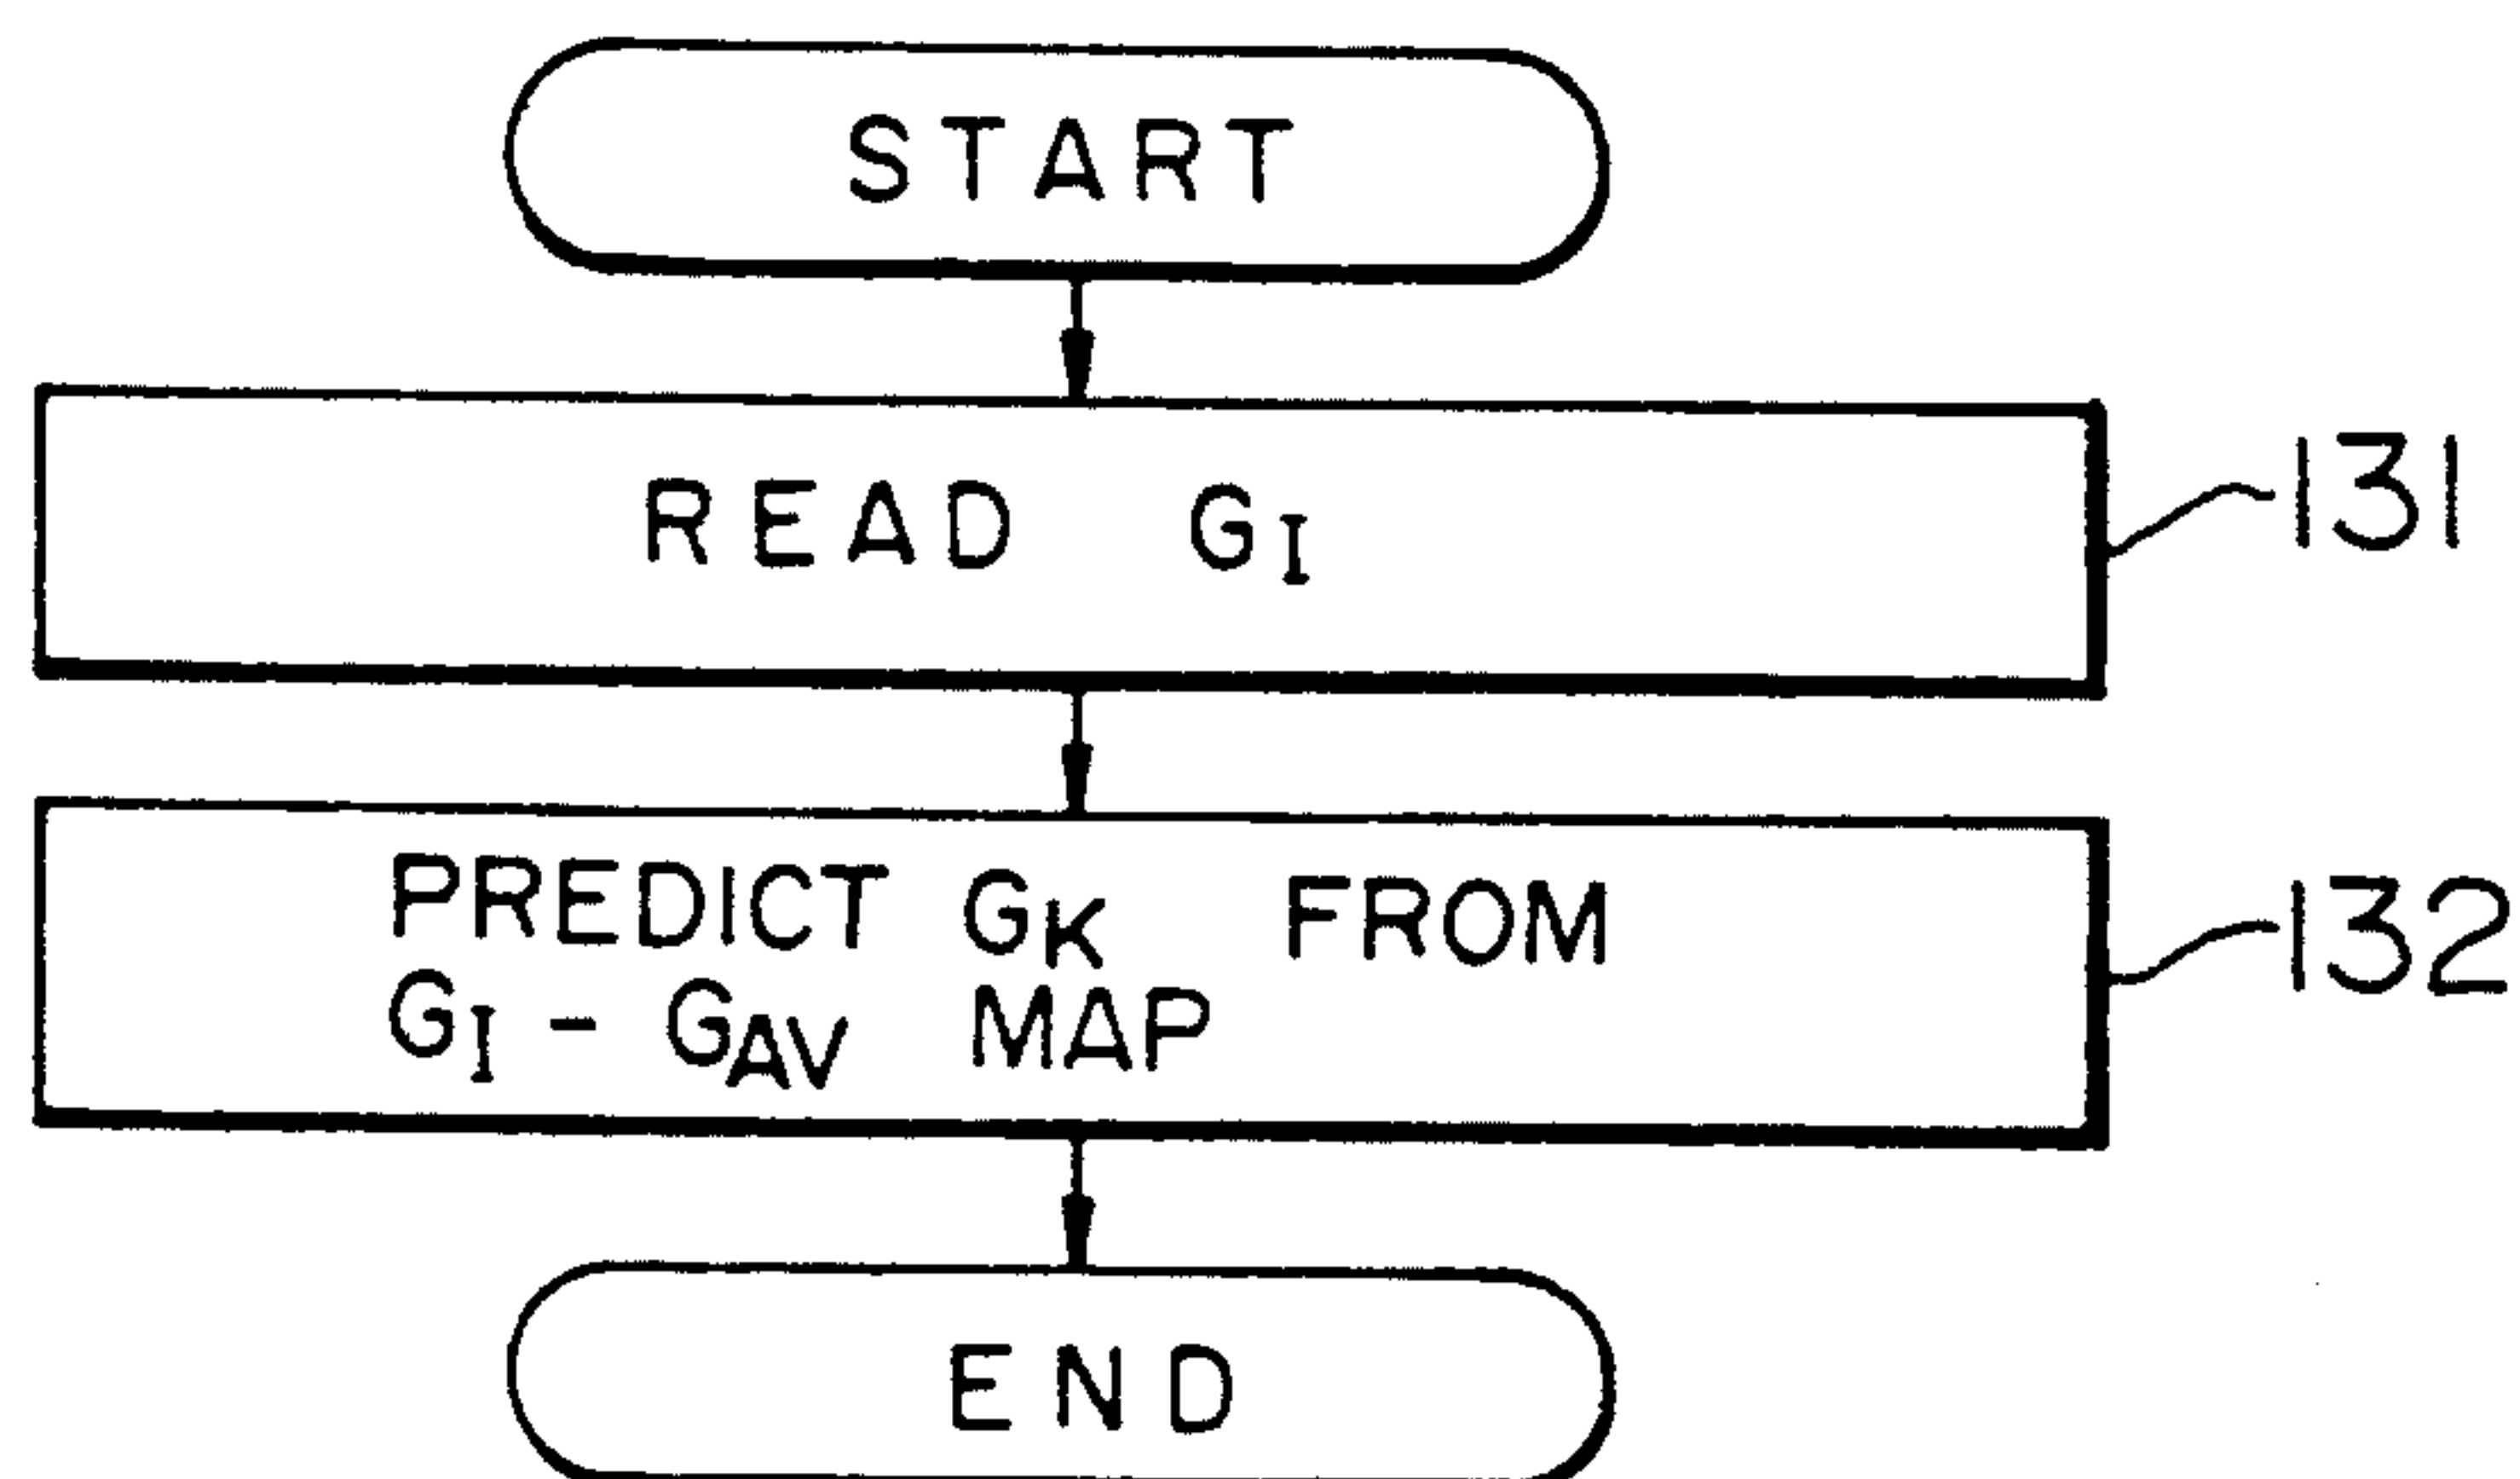 START
READ G_I
131
PREDICT G_K FROM
G_I - G_AV MAP
132
END